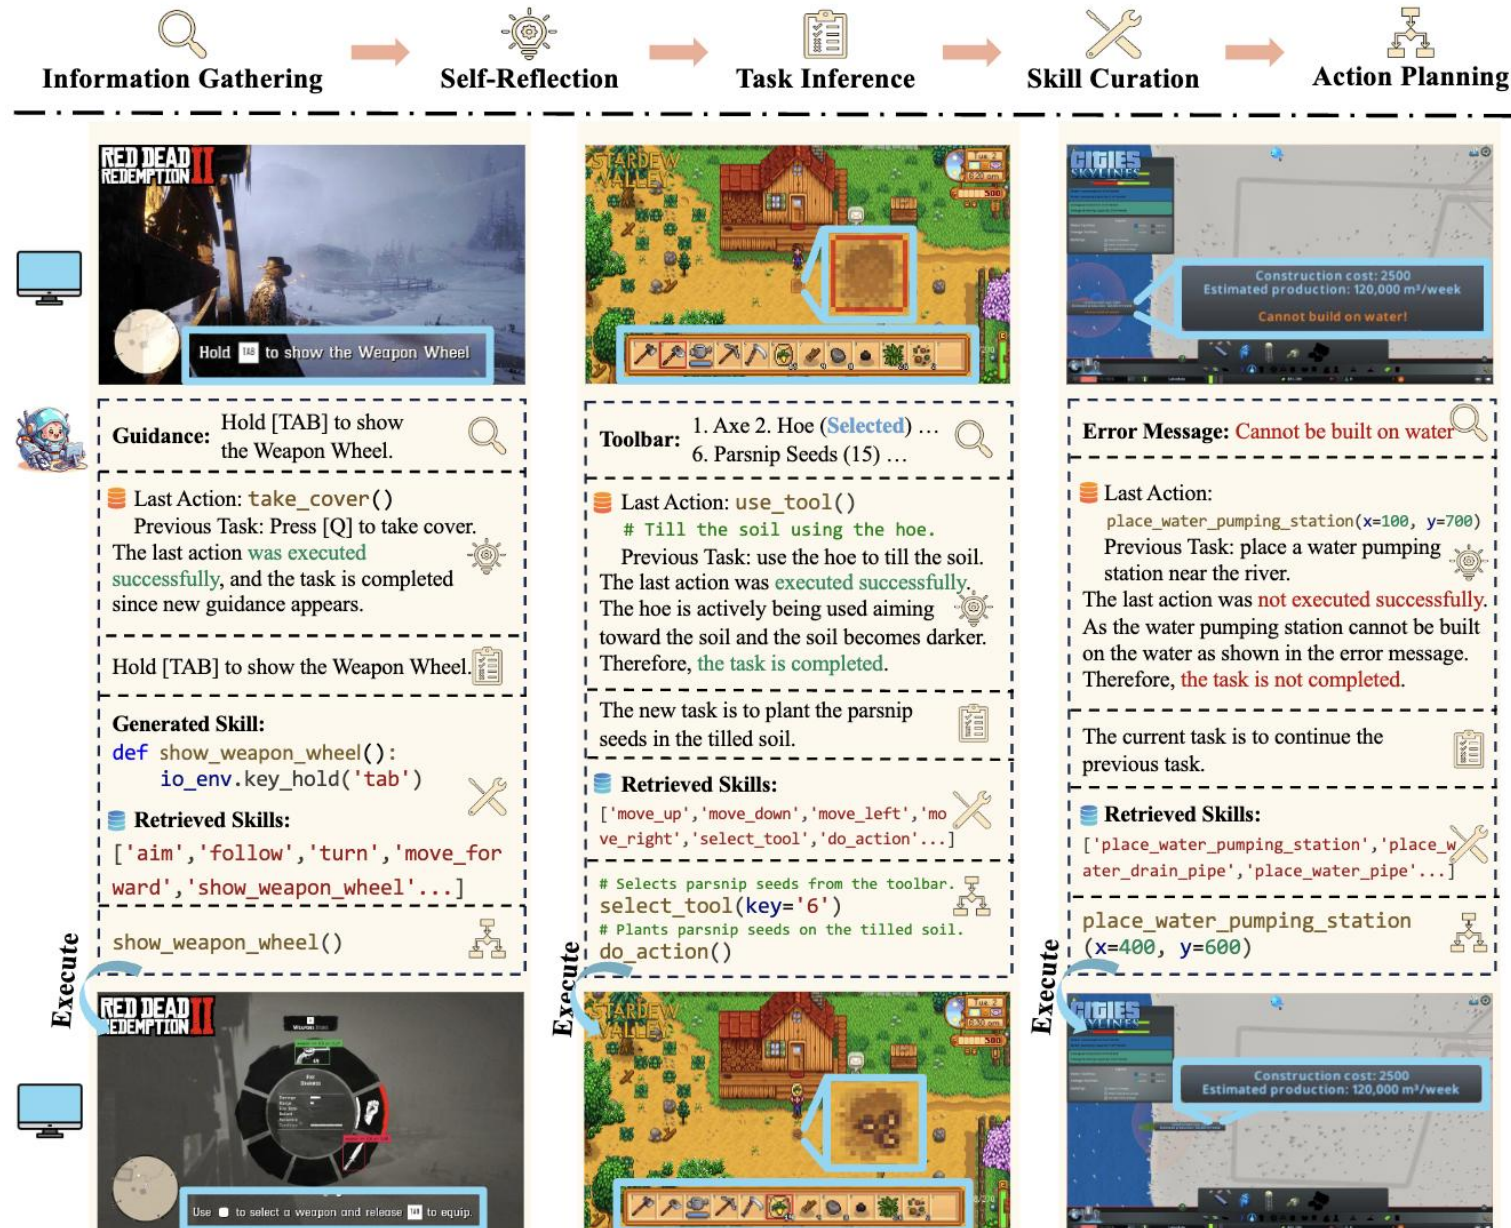 Information Gathering
Self-Reflection
Task Inference
Skill Curation
Action Planning
RED DEAD
REDEMPTION II
Hold TAB to show the Weapon Wheel
Guidance: Hold [TAB] to show
the Weapon Wheel.
Last Action: take_cover()
Previous Task: Press [Q] to take cover.
The last action was executed
successfully, and the task is completed
since new guidance appears.
Hold [TAB] to show the Weapon Wheel.
Generated Skill:
def show_weapon_wheel():
io_env.key_hold('tab')
Retrieved Skills:
['aim','follow','turn','move_for
ward','show_weapon_wheel'...]
show_weapon_wheel()
Execute
RED DEAD
REDEMPTION II
Use to select a weapon and release TAB to equip.
STARDEW
VALLEY
Tue 2
500
Toolbar: 1. Axe 2. Hoe (Selected) ...
6. Parsnip Seeds (15) ...
Last Action: use_tool()
# Till the soil using the hoe.
Previous Task: use the hoe to till the soil.
The last action was executed successfully.
The hoe is actively being used aiming
toward the soil and the soil becomes darker.
Therefore, the task is completed.
The new task is to plant the parsnip
seeds in the tilled soil.
Retrieved Skills:
['move_up','move_down','move_left','mo
ve_right','select_tool','do_action'...]
# Selects parsnip seeds from the toolbar.
select_tool(key='6')
# Plants parsnip seeds on the tilled soil.
do_action()
Execute
STARDEW
VALLEY
Tue 2
500
CITIES
SKYLINES
Construction cost: 2500
Estimated production: 120,000 m³/week
Cannot build on water!
Error Message: Cannot be built on water
Last Action:
place_water_pumping_station(x=100, y=700)
Previous Task: place a water pumping
station near the river.
The last action was not executed successfully.
As the water pumping station cannot be built
on the water as shown in the error message.
Therefore, the task is not completed.
The current task is to continue the
previous task.
Retrieved Skills:
['place_water_pumping_station','place_w
ater_drain_pipe','place_water_pipe'...]
place_water_pumping_station
(x=400, y=600)
Execute
CITIES
SKYLINES
Construction cost: 2500
Estimated production: 120,000 m³/week